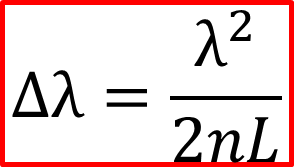 Δλ = λ² / 2nL